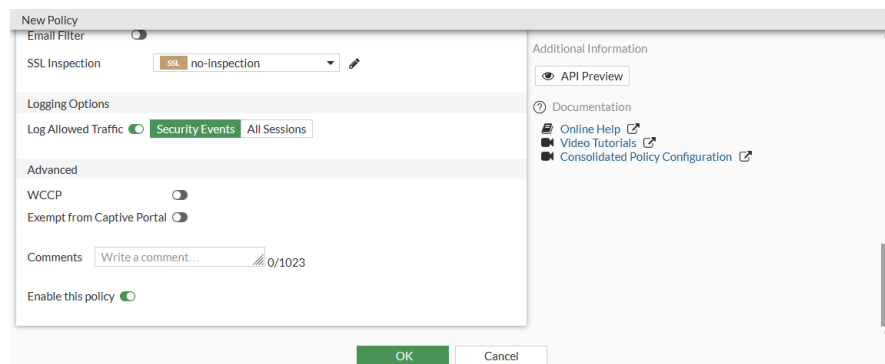 New Policy
Email Filter
SSL Inspection SSL no-inspection
Logging Options
Log Allowed Traffic Security Events All Sessions
Advanced
WCCP
Exempt from Captive Portal
Comments Write a comment... 0/1023
Enable this policy
Additional Information
API Preview
Documentation
Online Help
Video Tutorials
Consolidated Policy Configuration
OK Cancel